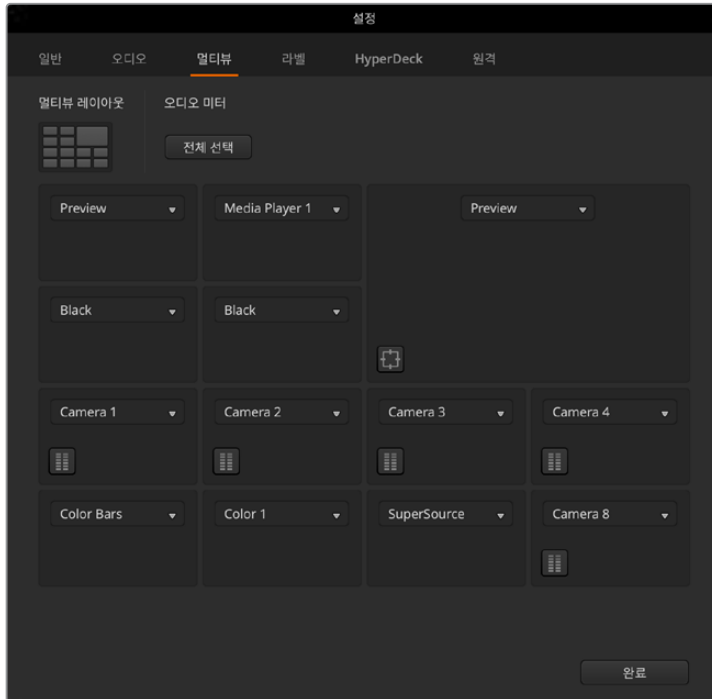 설정
일반 오디오 멀티뷰 라벨 HyperDeck 원격
멀티뷰 레이아웃 오디오 미터
전체 선택
Preview Media Player 1 Preview
Black Black
Camera 1 Camera 2 Camera 3 Camera 4
Color Bars Color 1 SuperSource Camera 8
완료